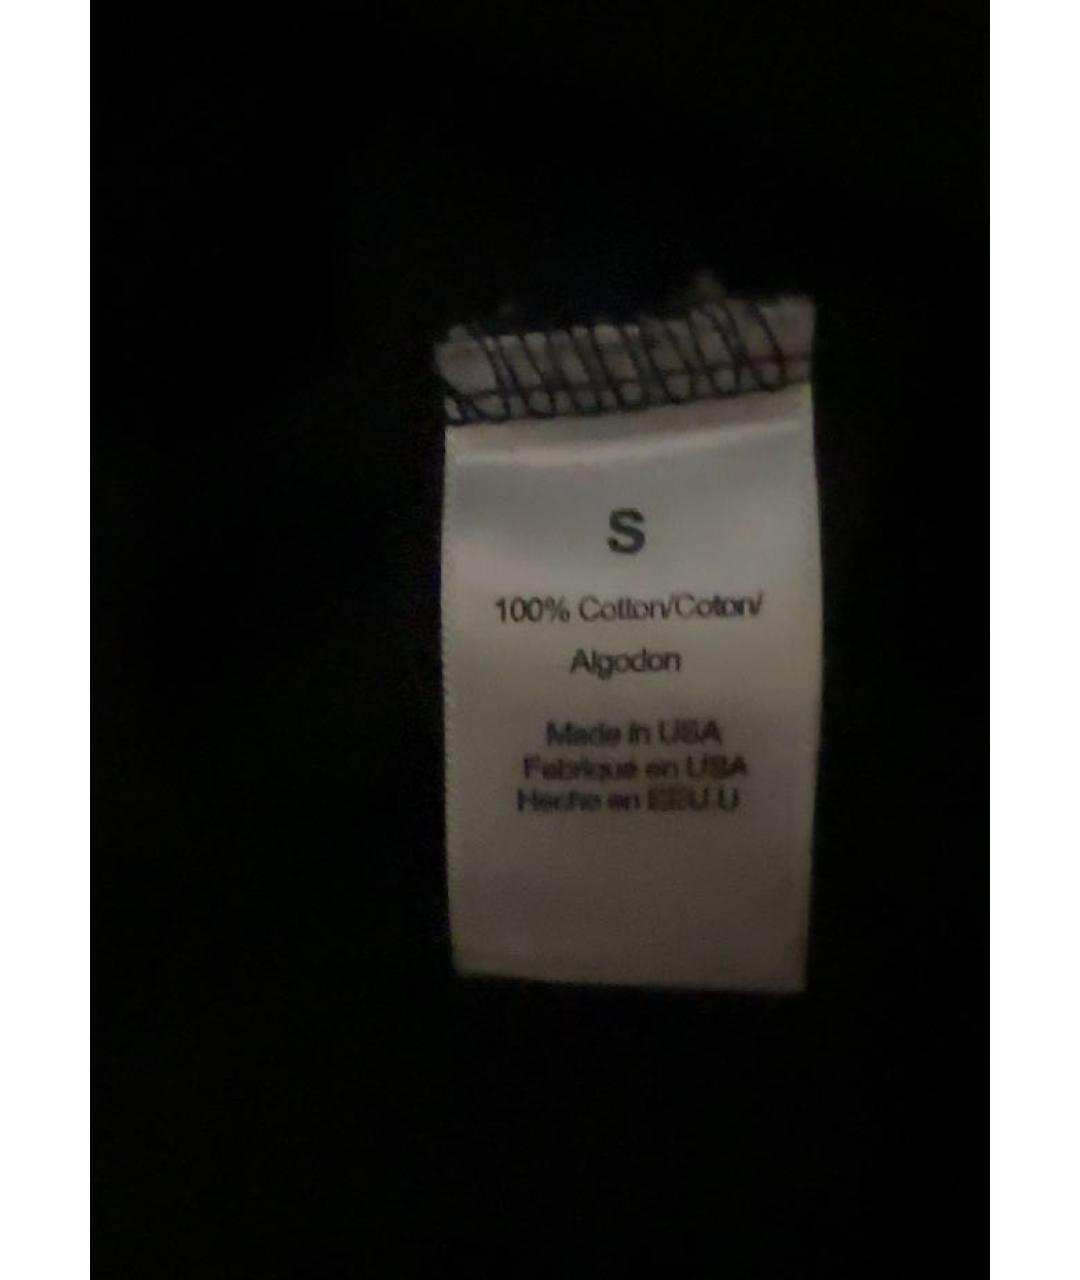 S
100% Cotton/Coton/
Algodon
Made in USA
Fabriqué en USA
Hecho en EEU.U